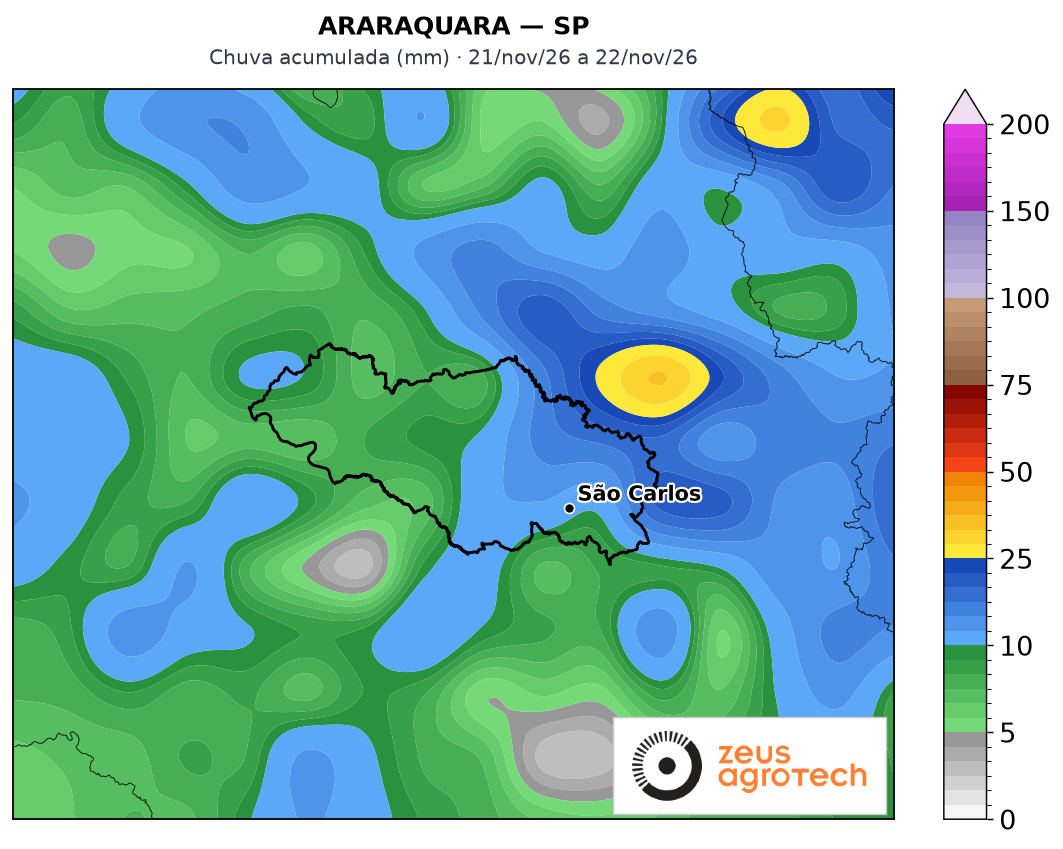 ARARAQUARA — SP
Chuva acumulada (mm) · 21/nov/26 a 22/nov/26
200
150
100
75
50
25
10
5
0
São Carlos
zeus
agrotech